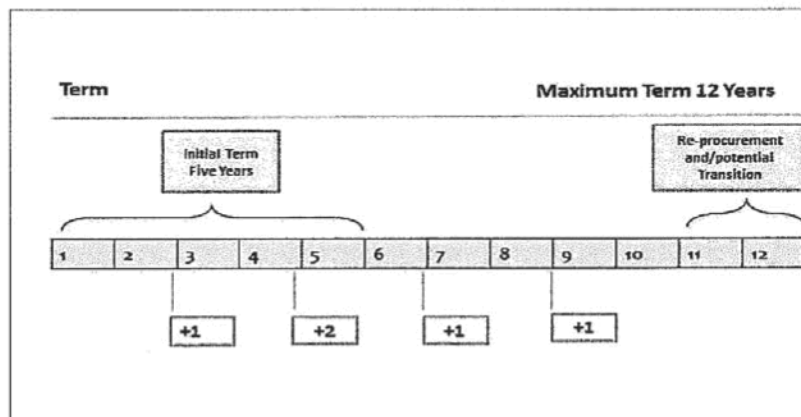 Term
Maximum Term 12 Years
Initial Term
Five Years
Re-procurement
and/potential
Transition
1 2 3 4 5 6 7 8 9 10 11 12
+1 +2 +1 +1